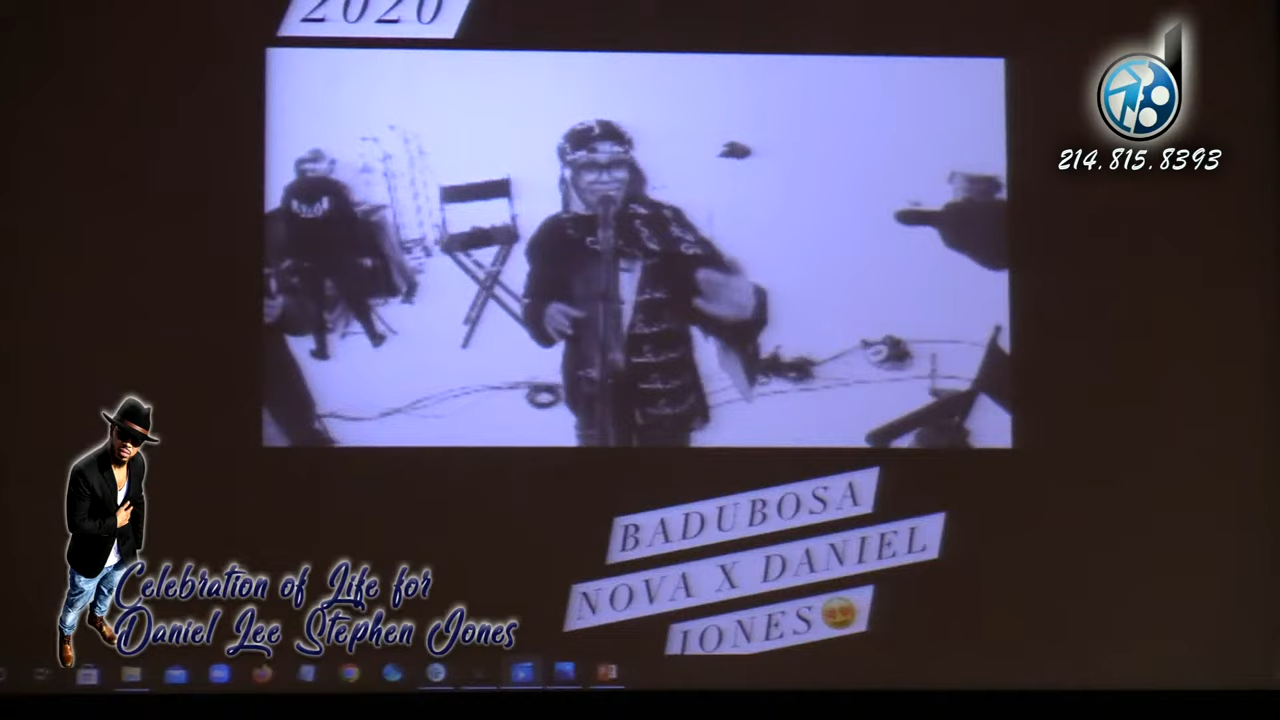 2020
214.815.8393
BADUBOSA
NOVA X DANIEL
JONES
Celebration of Life for
Daniel Lee Stephen Jones